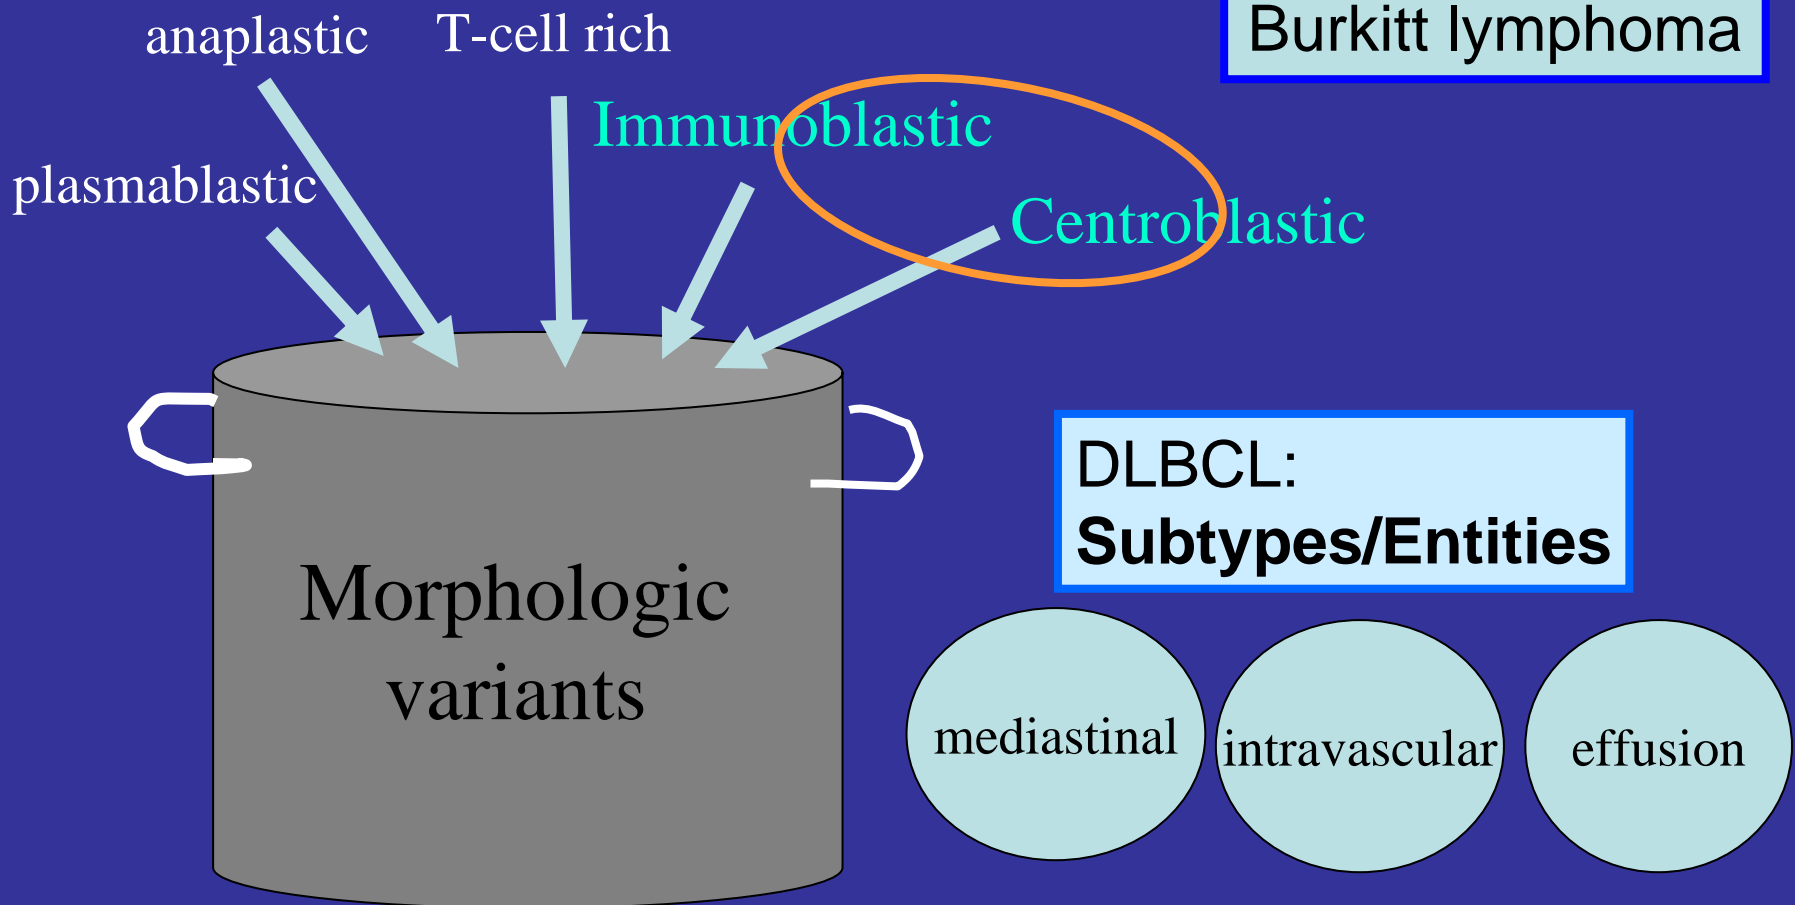 anaplastic
T-cell rich
Burkitt lymphoma
Immunoblastic
plasmablastic
Centroblastic
DLBCL:
Subtypes/Entities
Morphologic
variants
mediastinal
intravascular
effusion